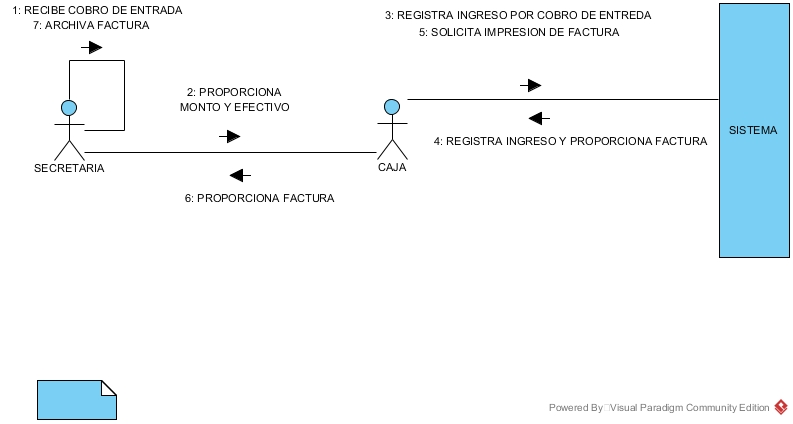 1: RECIBE COBRO DE ENTRADA
7: ARCHIVA FACTURA
3: REGISTRA INGRESO POR COBRO DE ENTREDA
5: SOLICITA IMPRESION DE FACTURA
2: PROPORCIONA
MONTO Y EFECTIVO
SISTEMA
4: REGISTRA INGRESO Y PROPORCIONA FACTURA
SECRETARIA
CAJA
6: PROPORCIONA FACTURA
Powered By Visual Paradigm Community Edition